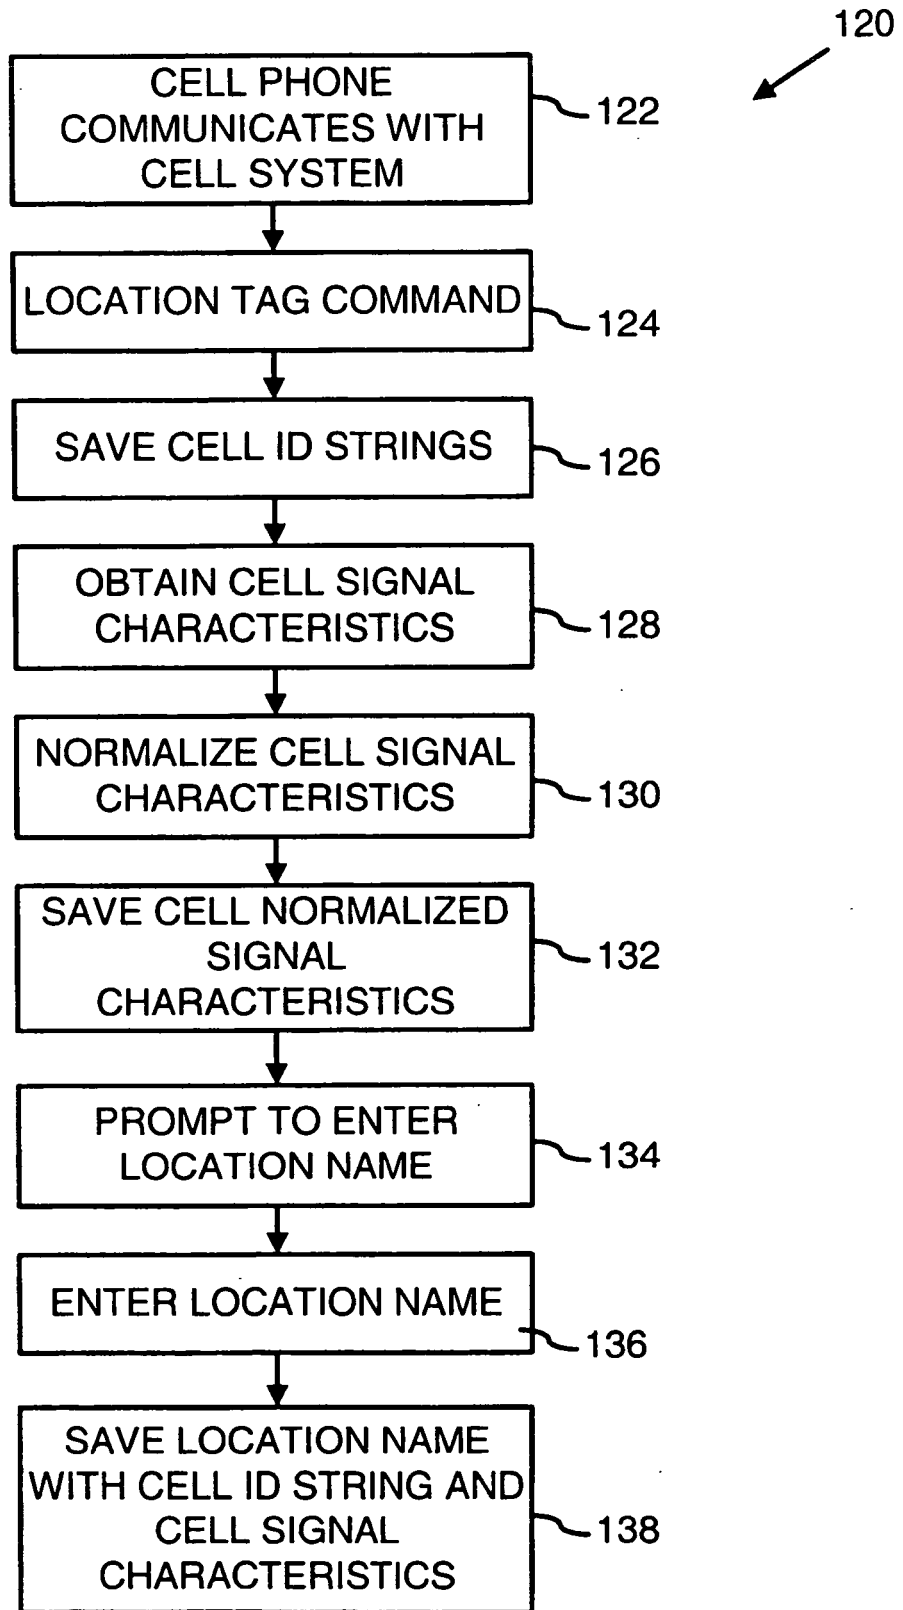 120
CELL PHONE
COMMUNICATES WITH
CELL SYSTEM
122
LOCATION TAG COMMAND
124
SAVE CELL ID STRINGS
126
OBTAIN CELL SIGNAL
CHARACTERISTICS
128
NORMALIZE CELL SIGNAL
CHARACTERISTICS
130
SAVE CELL NORMALIZED
SIGNAL
CHARACTERISTICS
132
PROMPT TO ENTER
LOCATION NAME
134
ENTER LOCATION NAME
136
SAVE LOCATION NAME
WITH CELL ID STRING AND
CELL SIGNAL
CHARACTERISTICS
138